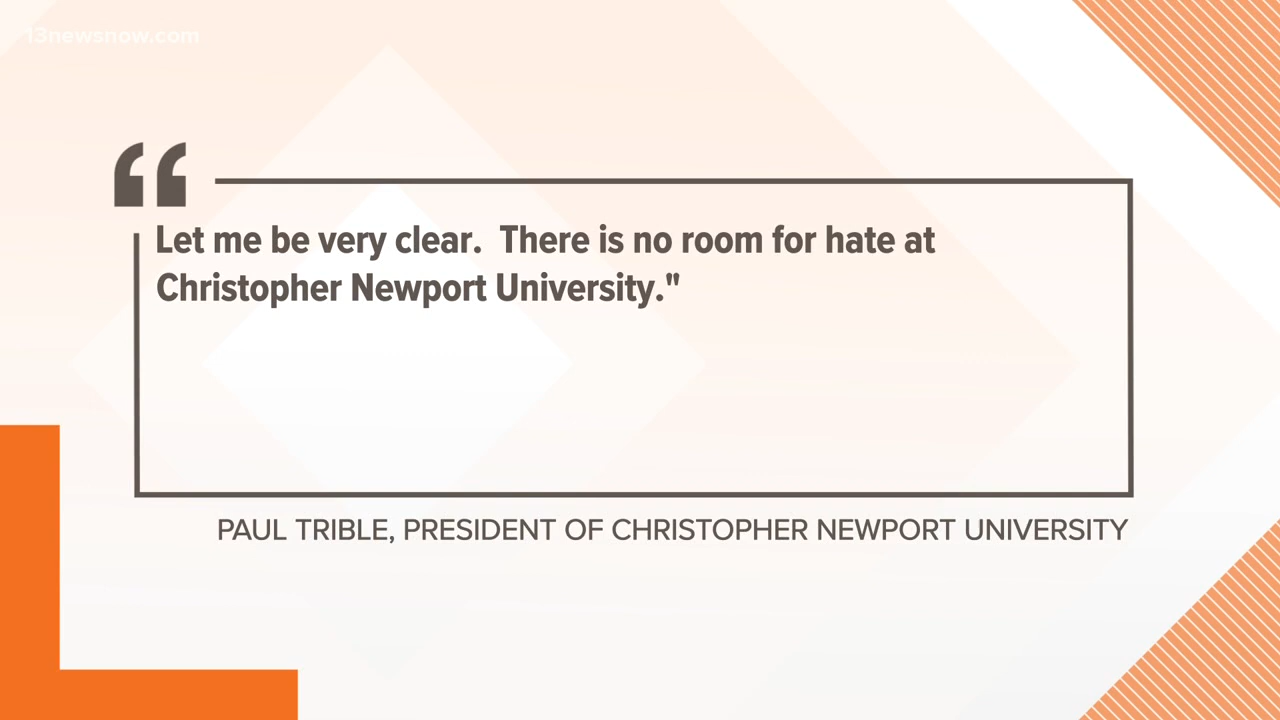 13newsnow.com
“
Let me be very clear.  There is no room for hate at
Christopher Newport University."
PAUL TRIBLE, PRESIDENT OF CHRISTOPHER NEWPORT UNIVERSITY